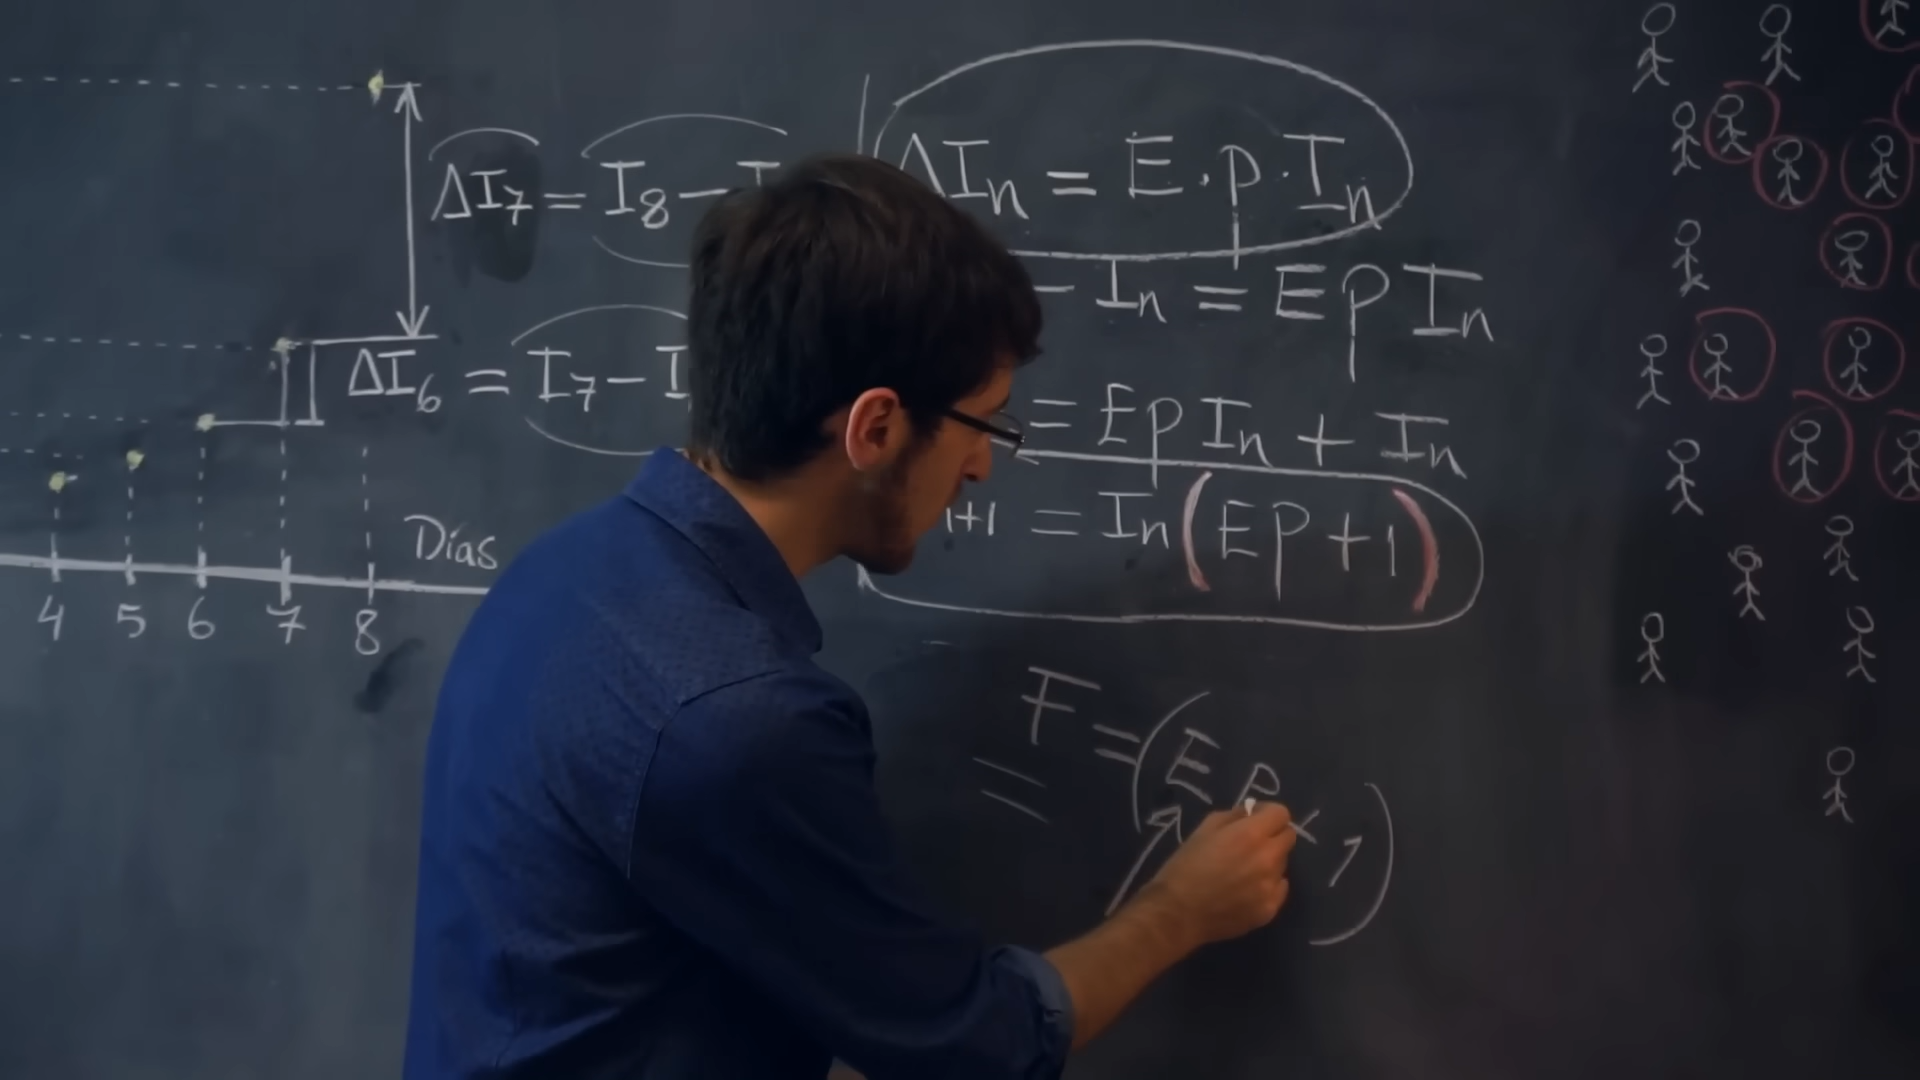 ΔI₇ = I₈ –
ΔI₆ = I₇ – I
Días
4 5 6 7 8
ΔIₙ = E · p · Iₙ
– Iₙ = E p Iₙ
= E p Iₙ + Iₙ
+1 = Iₙ (E p + 1)
F = (E p + 1)
=